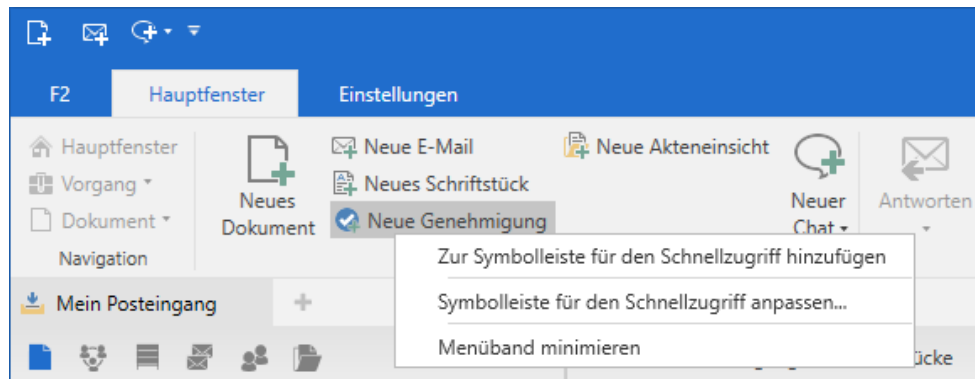 F2 Hauptfenster Einstellungen
Hauptfenster
Vorgang
Dokument
Navigation
Neues
Dokument
Neue E-Mail
Neues Schriftstück
Neue Genehmigung
Neue Akteneinsicht
Neuer
Chat
Antworten
Zur Symbolleiste für den Schnellzugriff hinzufügen
Symbolleiste für den Schnellzugriff anpassen...
Menüband minimieren
Mein Posteingang
ücke